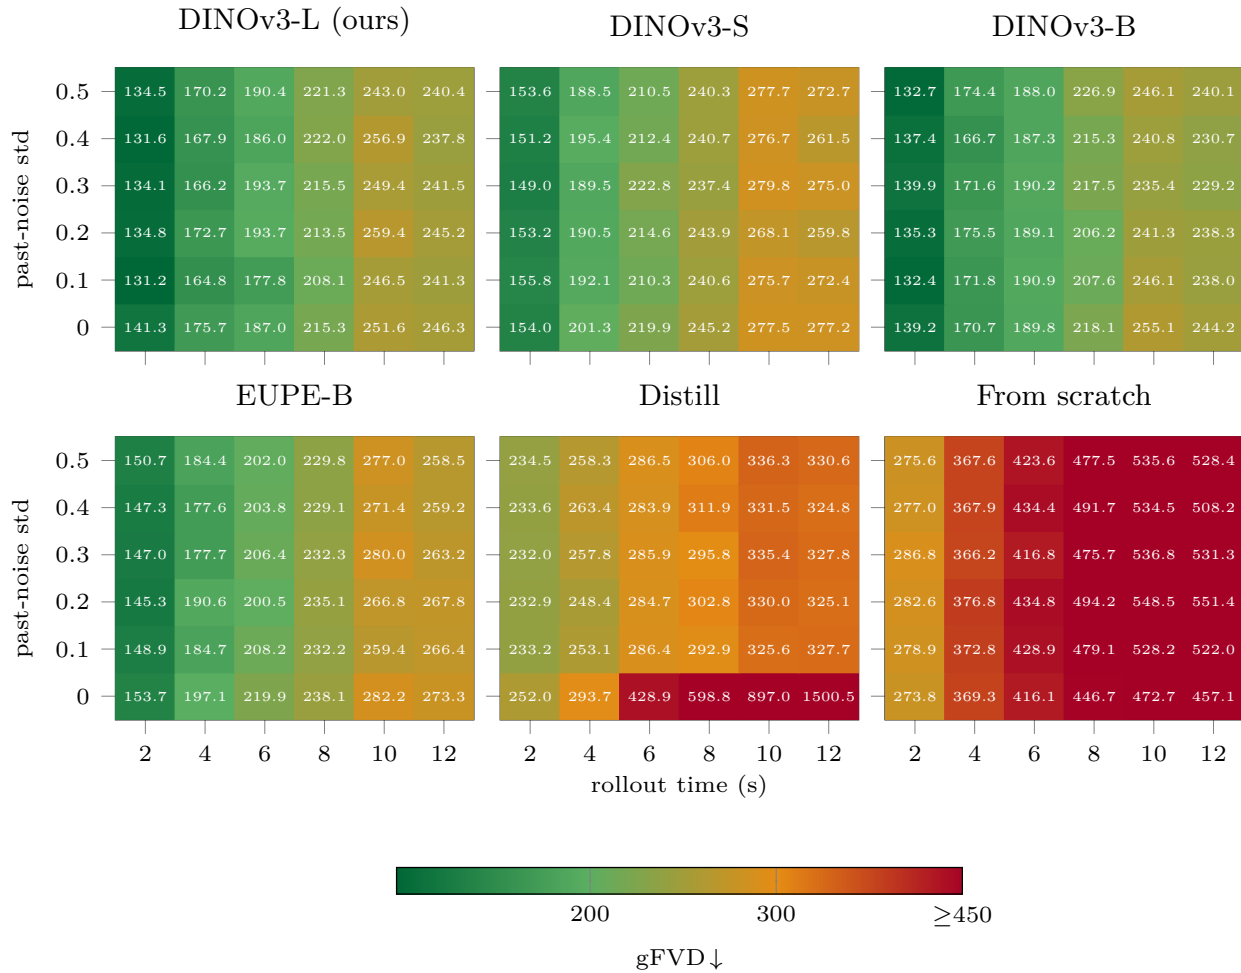 DINOv3-L (ours) DINOv3-S DINOv3-B
past-noise std
0.5 134.5 170.2 190.4 221.3 243.0 240.4 153.6 188.5 210.5 240.3 277.7 272.7 132.7 174.4 188.0 226.9 246.1 240.1
0.4 131.6 167.9 186.0 222.0 256.9 237.8 151.2 195.4 212.4 240.7 276.7 261.5 137.4 166.7 187.3 215.3 240.8 230.7
0.3 134.1 166.2 193.7 215.5 249.4 241.5 149.0 189.5 222.8 237.4 279.8 275.0 139.9 171.6 190.2 217.5 235.4 229.2
0.2 134.8 172.7 193.7 213.5 259.4 245.2 153.2 190.5 214.6 243.9 268.1 259.8 135.3 175.5 189.1 206.2 241.3 238.3
0.1 131.2 164.8 177.8 208.1 246.5 241.3 155.8 192.1 210.3 240.6 275.7 272.4 132.4 171.8 190.9 207.6 246.1 238.0
0 141.3 175.7 187.0 215.3 251.6 246.3 154.0 201.3 219.9 245.2 277.5 277.2 139.2 170.7 189.8 218.1 255.1 244.2
EUPE-B Distill From scratch
past-noise std
0.5 150.7 184.4 202.0 229.8 277.0 258.5 234.5 258.3 286.5 306.0 336.3 330.6 275.6 367.6 423.6 477.5 535.6 528.4
0.4 147.3 177.6 203.8 229.1 271.4 259.2 233.6 263.4 283.9 311.9 331.5 324.8 277.0 367.9 434.4 491.7 534.5 508.2
0.3 147.0 177.7 206.4 232.3 280.0 263.2 232.0 257.8 285.9 295.8 335.4 327.8 286.8 366.2 416.8 475.7 536.8 531.3
0.2 145.3 190.6 200.5 235.1 266.8 267.8 232.9 248.4 284.7 302.8 330.0 325.1 282.6 376.8 434.8 494.2 548.5 551.4
0.1 148.9 184.7 208.2 232.2 259.4 266.4 233.2 253.1 286.4 292.9 325.6 327.7 278.9 372.8 428.9 479.1 528.2 522.0
0 153.7 197.1 219.9 238.1 282.2 273.3 252.0 293.7 428.9 598.8 897.0 1500.5 273.8 369.3 416.1 446.7 472.7 457.1
2 4 6 8 10 12 2 4 6 8 10 12 2 4 6 8 10 12
rollout time (s)
200 300 ≥450
gFVD↓